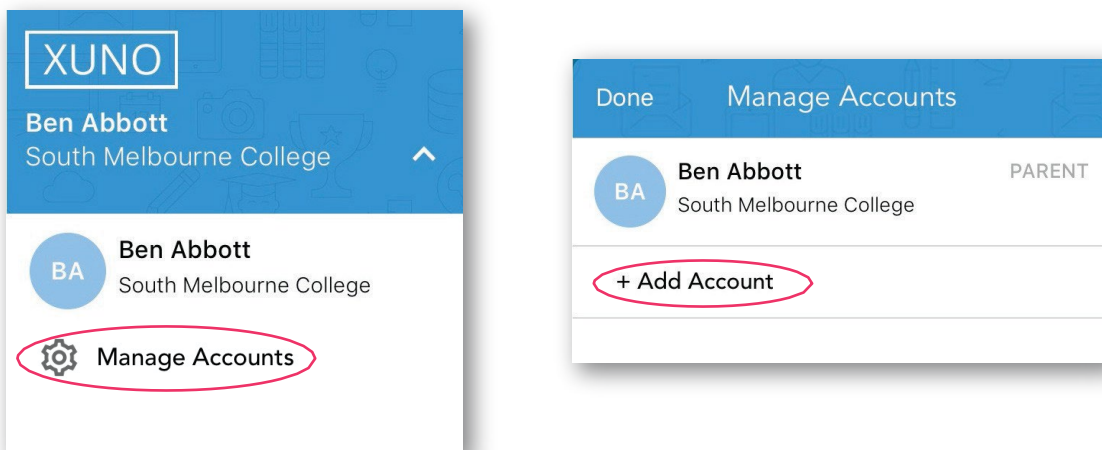 XUNO
Ben Abbott
South Melbourne College
BA
Ben Abbott
South Melbourne College
Manage Accounts
Done Manage Accounts
BA
Ben Abbott PARENT
South Melbourne College
+ Add Account